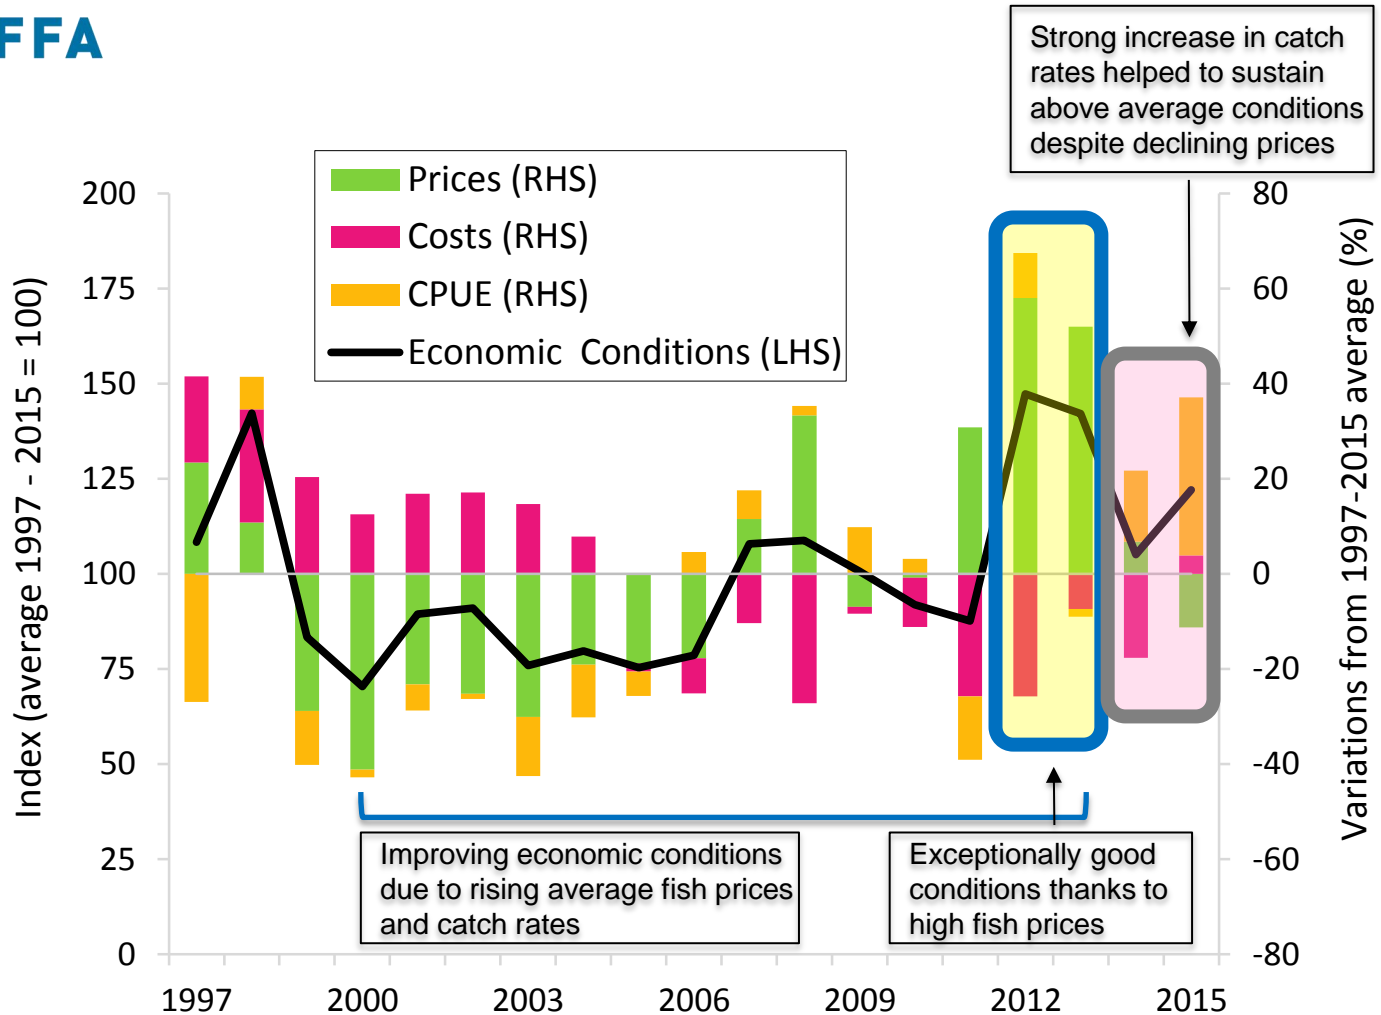 FFA
Strong increase in catch
rates helped to sustain
above average conditions
despite declining prices
Prices (RHS)
Costs (RHS)
CPUE (RHS)
Economic Conditions (LHS)
Index (average 1997 - 2015 = 100)
200
175
150
125
100
75
50
25
0
80
60
40
20
0
-20
-40
-60
-80
Variations from 1997-2015 average (%)
Improving economic conditions
due to rising average fish prices
and catch rates
Exceptionally good
conditions thanks to
high fish prices
1997 2000 2003 2006 2009 2012 2015